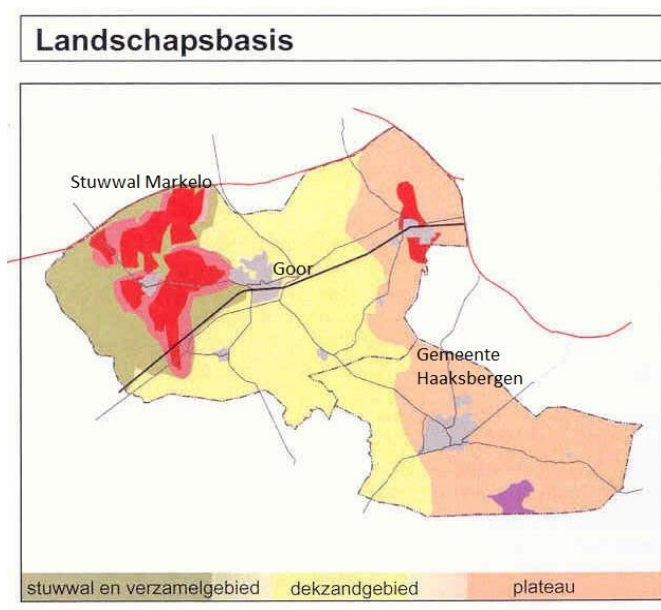 Landschapsbasis
Stuwwal Markelo
Goor
Gemeente
Haaksbergen
stuwwal en verzamelgebied dekzandgebied plateau